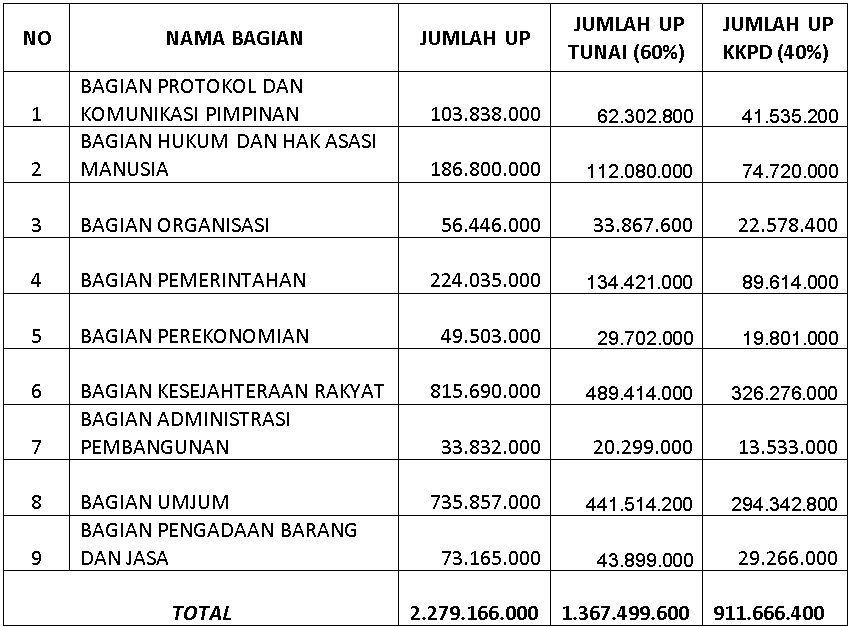 NO NAMA BAGIAN JUMLAH UP JUMLAH UP TUNAI (60%) JUMLAH UP KKPD (40%)
1 BAGIAN PROTOKOL DAN KOMUNIKASI PIMPINAN 103.838.000 62.302.800 41.535.200
2 BAGIAN HUKUM DAN HAK ASASI MANUSIA 186.800.000 112.080.000 74.720.000
3 BAGIAN ORGANISASI 56.446.000 33.867.600 22.578.400
4 BAGIAN PEMERINTAHAN 224.035.000 134.421.000 89.614.000
5 BAGIAN PEREKONOMIAN 49.503.000 29.702.000 19.801.000
6 BAGIAN KESEJAHTERAAN RAKYAT 815.690.000 489.414.000 326.276.000
7 BAGIAN ADMINISTRASI PEMBANGUNAN 33.832.000 20.299.000 13.533.000
8 BAGIAN UMJUM 735.857.000 441.514.200 294.342.800
9 BAGIAN PENGADAAN BARANG DAN JASA 73.165.000 43.899.000 29.266.000
TOTAL 2.279.166.000 1.367.499.600 911.666.400